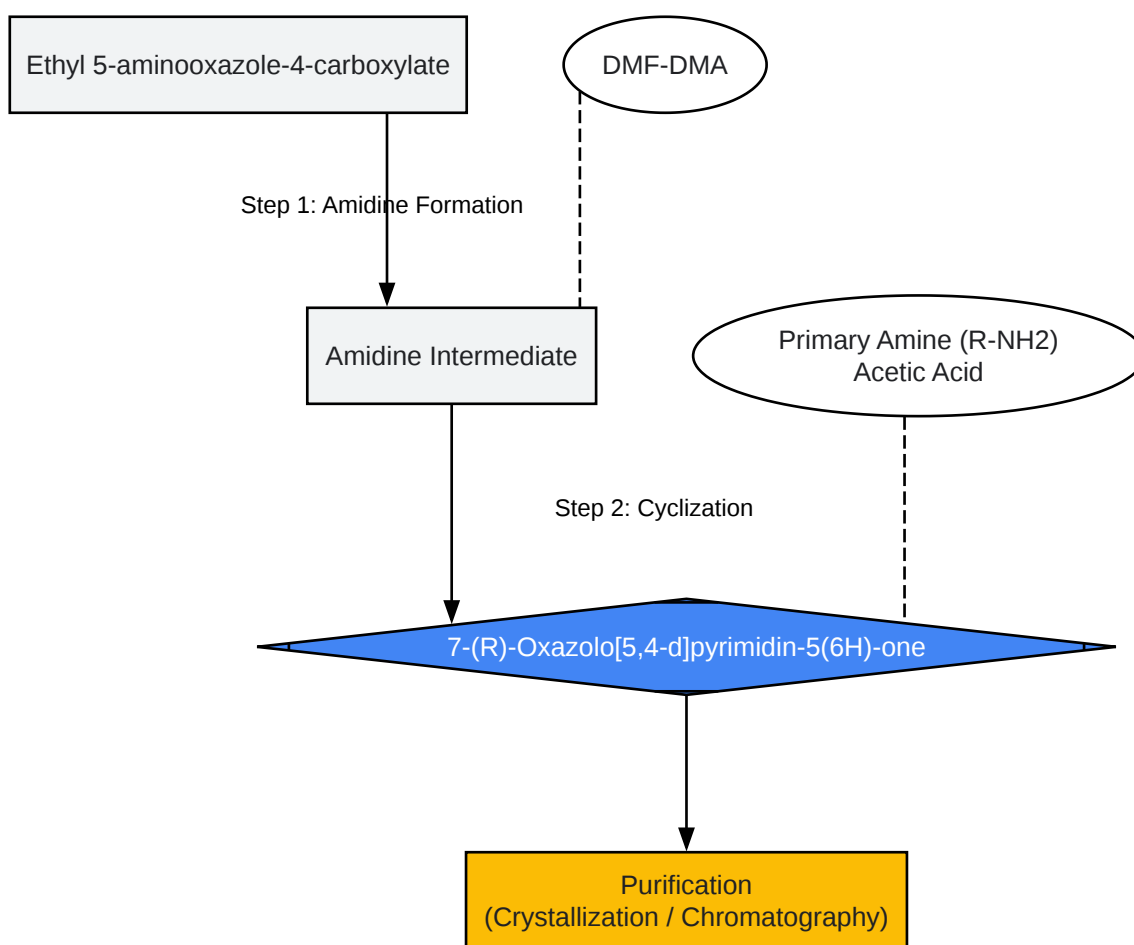 Ethyl 5-aminooxazole-4-carboxylate
DMF-DMA
Step 1: Amidine Formation
Amidine Intermediate
Primary Amine (R-NH2)
Acetic Acid
Step 2: Cyclization
7-(R)-Oxazolo[5,4-d]pyrimidin-5(6H)-one
Purification
(Crystallization / Chromatography)